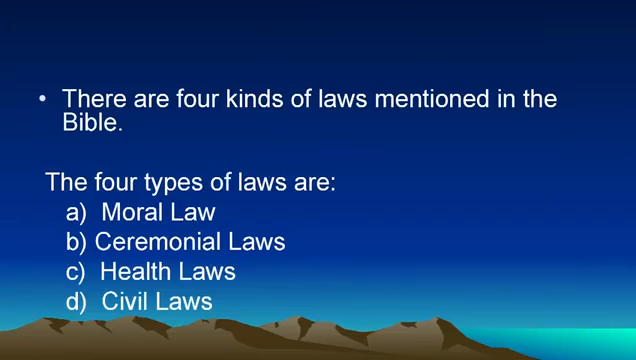 • There are four kinds of laws mentioned in the
Bible.
The four types of laws are:
a) Moral Law
b) Ceremonial Laws
c) Health Laws
d) Civil Laws